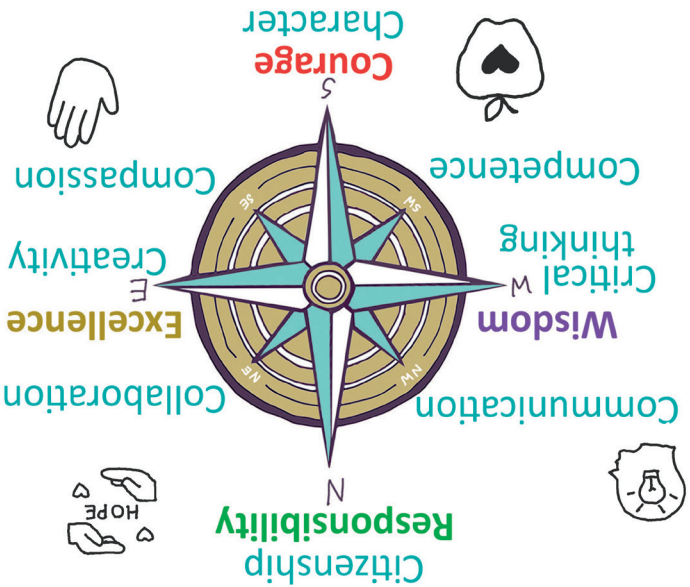 Citizenship
Responsibility
N
HOPE
Communication
Collaboration
NW
NE
Wisdom
Excellence
W
E
Critical
thinking
Creativity
SW
SE
Competence
Compassion
S
Courage
Character